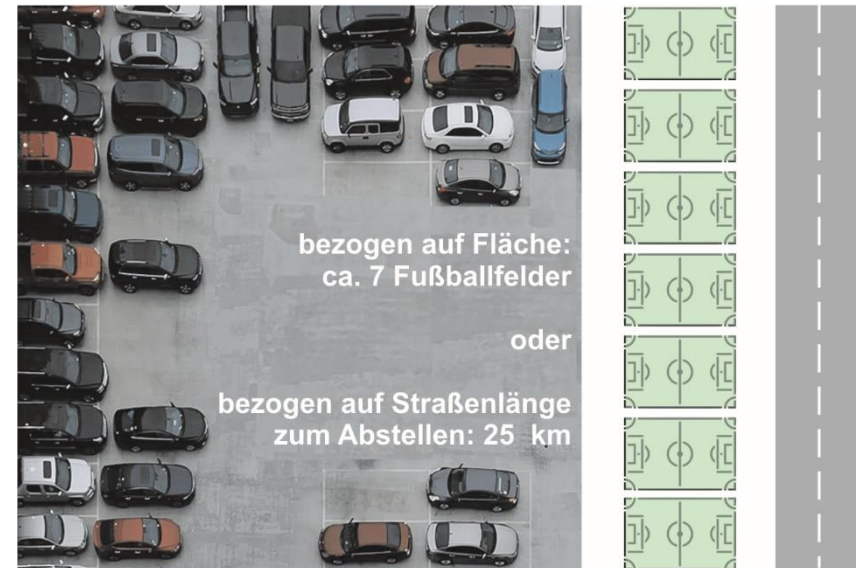 bezogen auf Fläche:
ca. 7 Fußballfelder
oder
bezogen auf Straßenlänge
zum Abstellen: 25 km